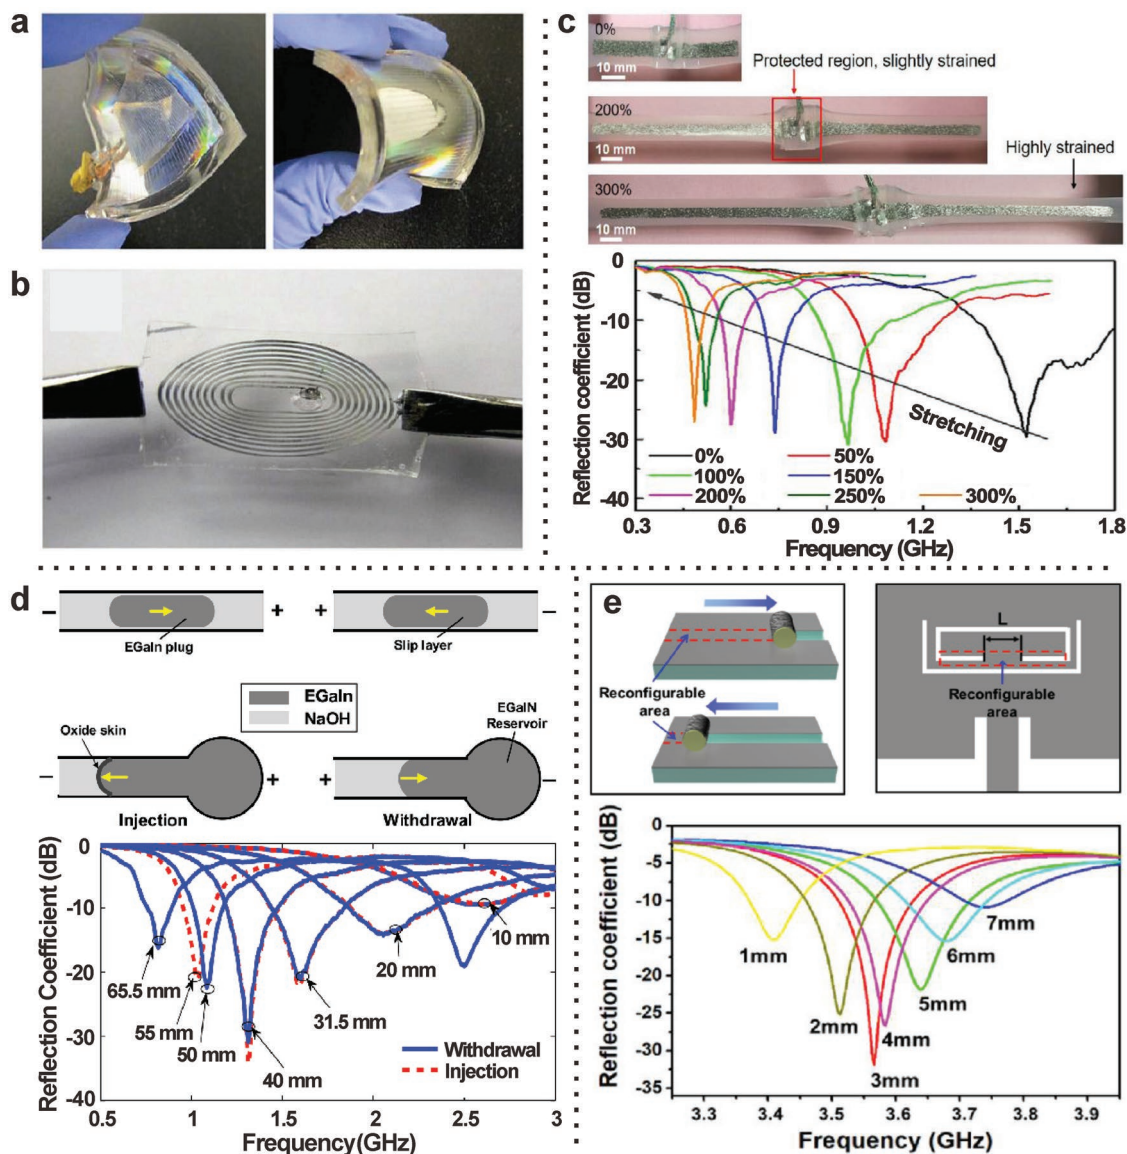 a
b
c
0%
10 mm
Protected region, slightly strained
200%
10 mm
Highly strained
300%
10 mm
Reflection coefficient (dB)
0
-10
-20
-30
-40
Stretching
0% 50%
100% 150%
200% 250% 300%
0.3 0.6 0.9 1.2 1.5 1.8
Frequency (GHz)
d
− + + −
EGaIn plug Slip layer
EGaIn
NaOH
Oxide skin
EGaIN
Reservoir
− + + −
Injection Withdrawal
Reflection Coefficient (dB)
0
-10
-20
-30
-40
10 mm
20 mm
65.5 mm
31.5 mm
55 mm
50 mm
40 mm
Withdrawal
Injection
0.5 1 1.5 2 2.5 3
Frequency(GHz)
e
Reconfigurable
area
L
Reconfigurable
area
Reflection coefficient (dB)
0
-5
-10
-15
-20
-25
-30
-35
1mm
7mm
6mm
5mm
2mm
4mm
3mm
3.3 3.4 3.5 3.6 3.7 3.8 3.9
Frequency (GHz)